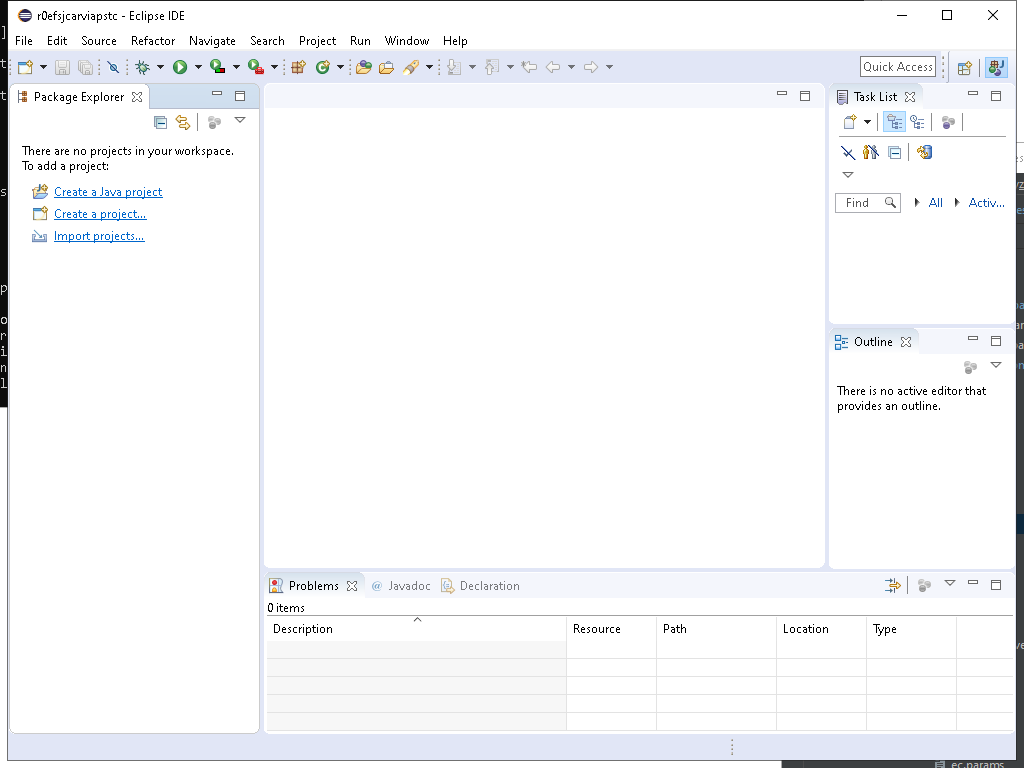 r0efsjcarviapstc - Eclipse IDE
File Edit Source Refactor Navigate Search Project Run Window Help
Quick Access
Package Explorer
There are no projects in your workspace.
To add a project:
Create a Java project
Create a project...
Import projects...
Task List
Find All Activ...
Outline
There is no active editor that
provides an outline.
Problems @ Javadoc Declaration
0 items
Description Resource Path Location Type
ec.params